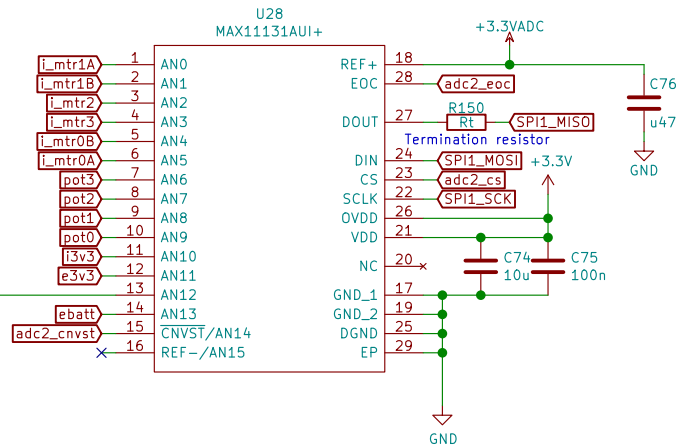 U28
MAX11131AUI+
+3.3VADC
i_mtr1A 1 AN0 REF+ 18
i_mtr1B 2 AN1 EOC 28 adc2_eoc
C76
i_mtr2 3 AN2
R150
i_mtr3 4 AN3 DOUT 27 Rt SPI1_MISO u47
i_mtr0B 5 AN4 Termination resistor
i_mtr0A 6 AN5 DIN 24 SPI1_MOSI +3.3V
GND
pot3 7 AN6 CS 23 adc2_cs
pot2 8 AN7 SCLK 22 SPI1_SCK
pot1 9 AN8 OVDD 26
pot0 10 AN9 VDD 21
i3v3 11 AN10 C74 C75
NC 20
e3v3 12 AN11 10u 100n
13 AN12 GND_1 17
ebatt 14 AN13 GND_2 19
adc2_cnvst 15 CNVST/AN14 DGND 25
16 REF-/AN15 EP 29
GND